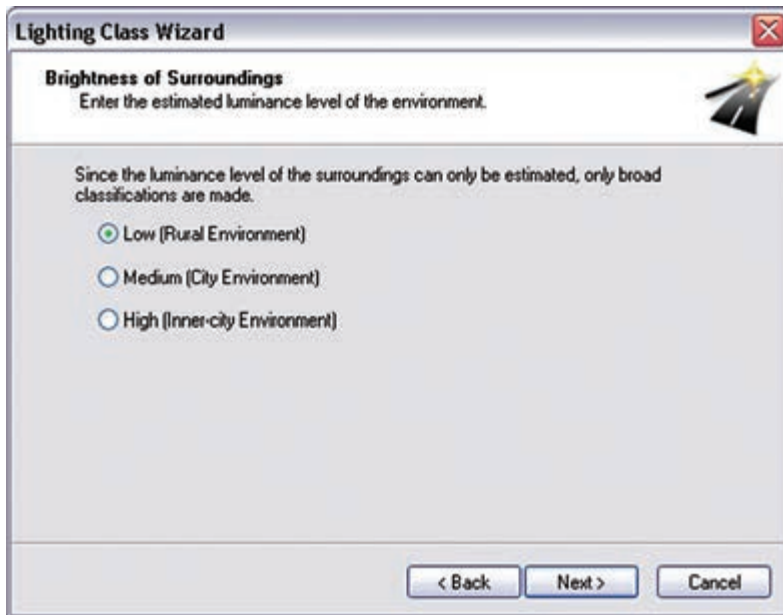 Lighting Class Wizard
Brightness of Surroundings
Enter the estimated luminance level of the environment.
Since the luminance level of the surroundings can only be estimated, only broad
classifications are made.
Low (Rural Environment)
Medium (City Environment)
High (Inner-city Environment)
< Back
Next >
Cancel